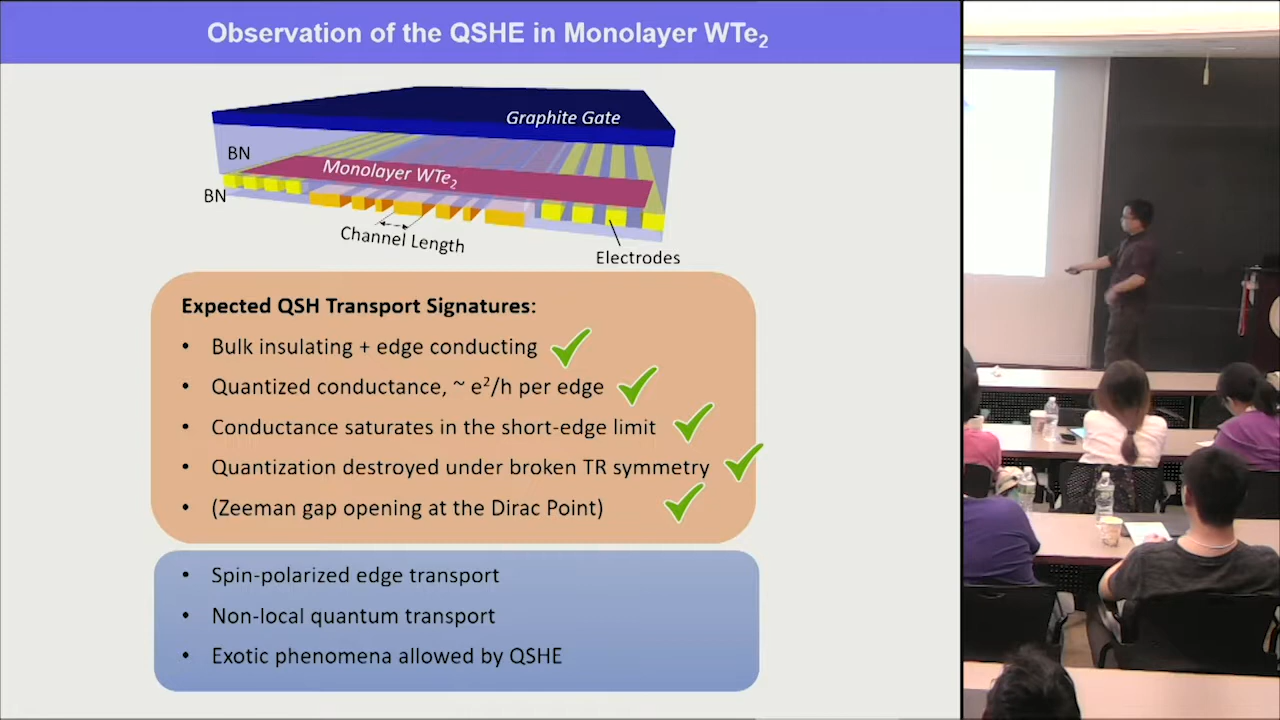 Observation of the QSHE in Monolayer WTe₂
Graphite Gate
BN
Monolayer WTe₂
BN
Channel Length
Electrodes
Expected QSH Transport Signatures:
• Bulk insulating + edge conducting
• Quantized conductance, ~ e²/h per edge
• Conductance saturates in the short-edge limit
• Quantization destroyed under broken TR symmetry
• (Zeeman gap opening at the Dirac Point)
• Spin-polarized edge transport
• Non-local quantum transport
• Exotic phenomena allowed by QSHE